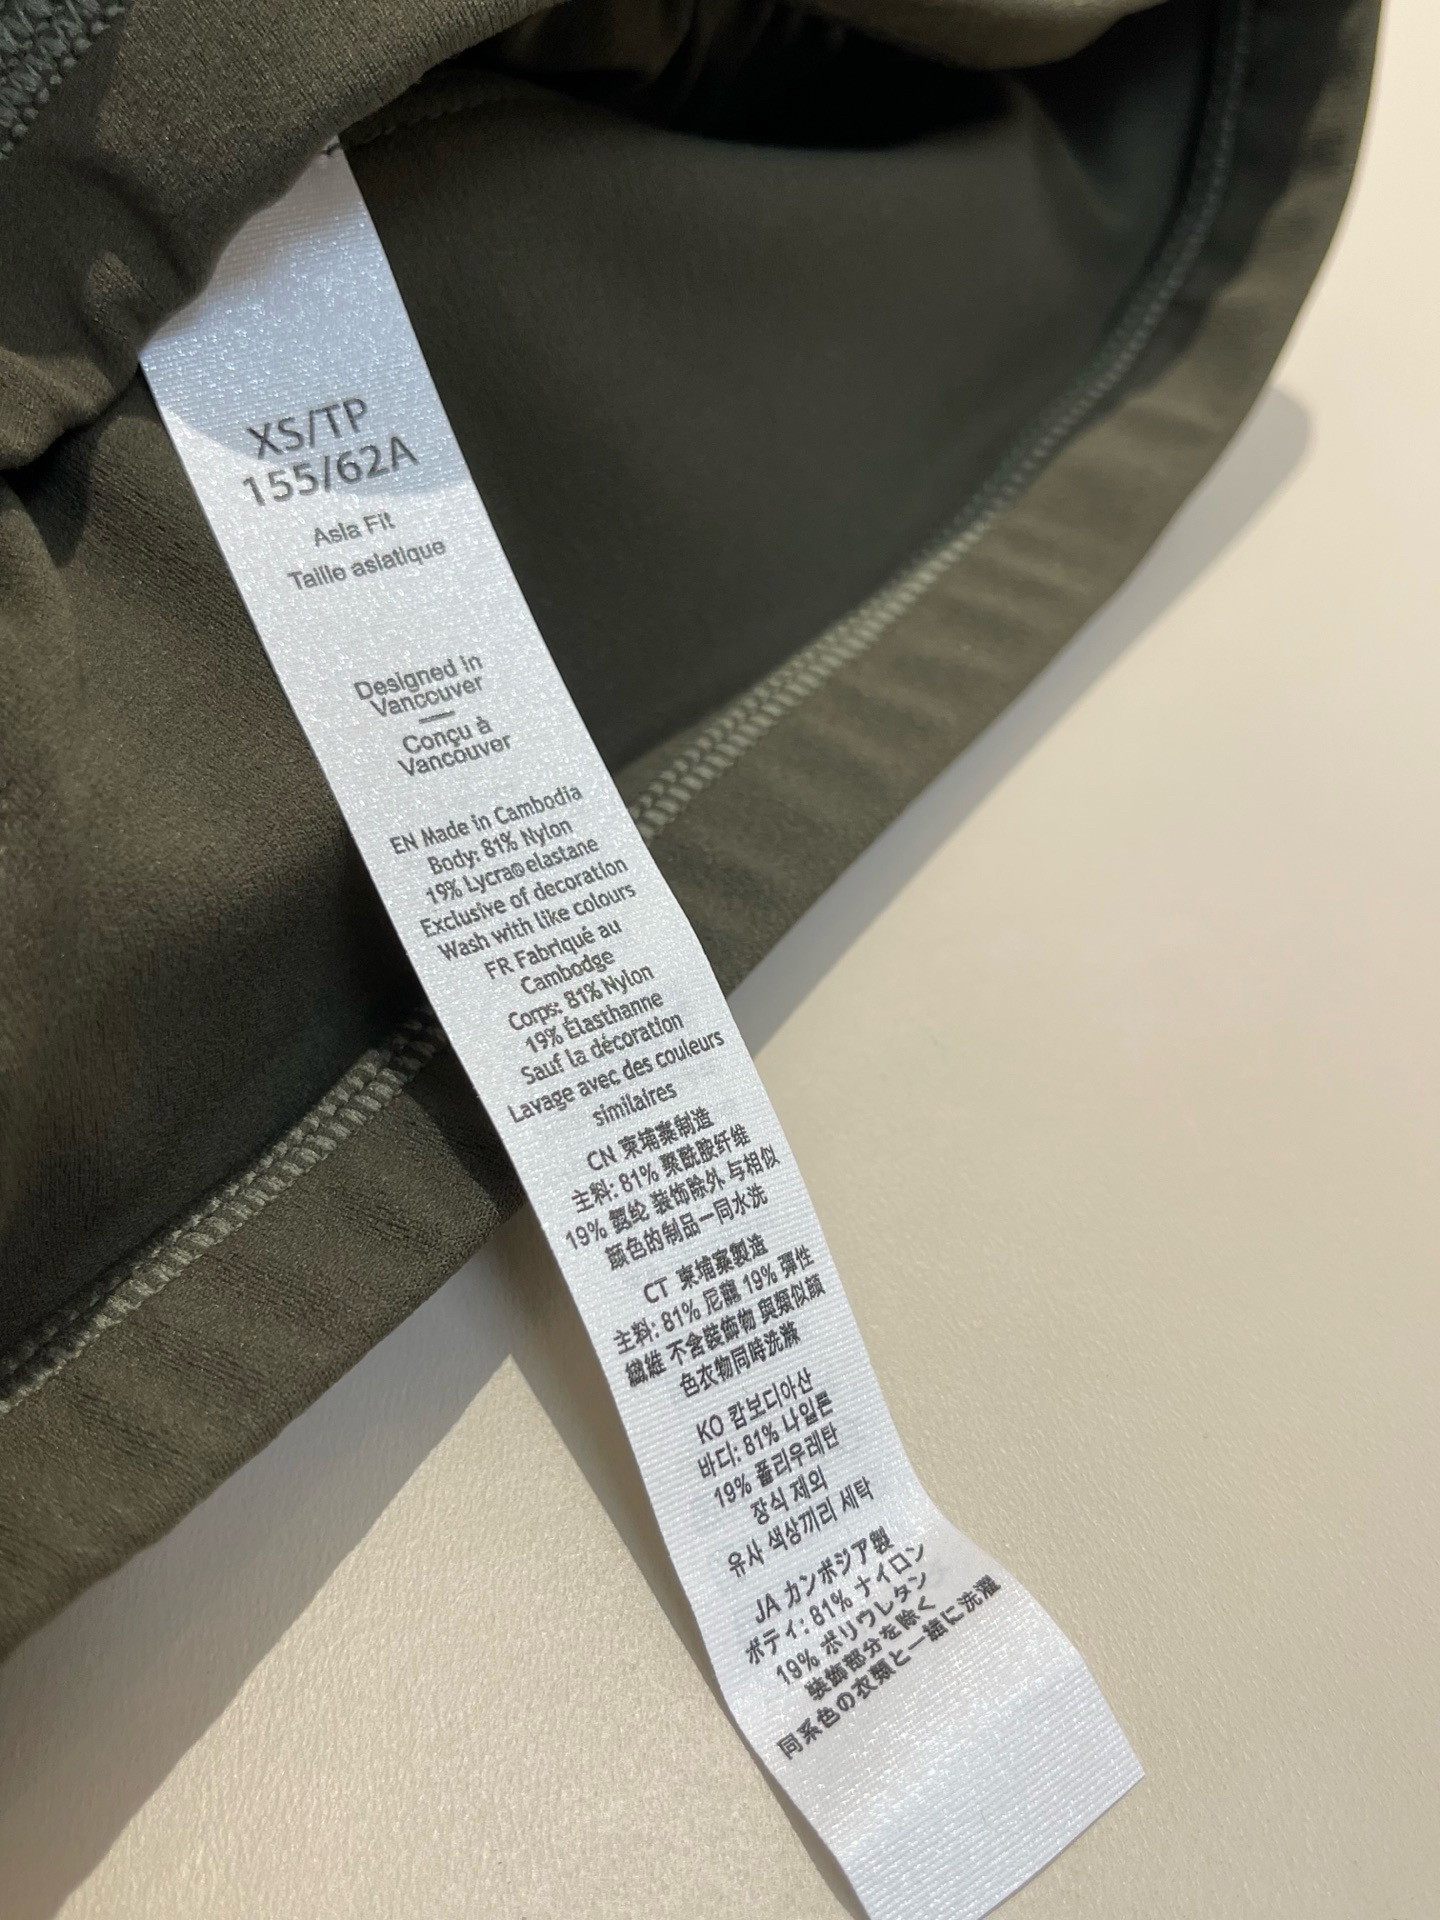 XS/TP
155/62A
Asia Fit
Taille asiatique
Designed in
Vancouver
Conçu à
Vancouver
EN Made in Cambodia
Body: 81% Nylon
19% Lycra® elastane
Exclusive of decoration
Wash with like colours
FR Fabriqué au
Cambodge
Corps: 81% Nylon
19% Élasthanne
Sauf la décoration
Lavage avec des couleurs
similaires
CN 柬埔寨制造
主料: 81% 聚酰胺纤维
19% 氨纶 装饰除外 与相似
颜色的制品一同水洗
CT 柬埔寨製造
主料: 81% 尼龍 19% 彈性
纖維 不含裝飾物 與類似顏
色衣物同時洗滌
KO 캄보디아산
바디: 81% 나일론
19% 폴리우레탄
장식 제외
유사 색상끼리 세탁
JA カンボジア製
ボディ: 81% ナイロン
19% ポリウレタン
装飾部分を除く
同系色の衣類と一緒に洗濯